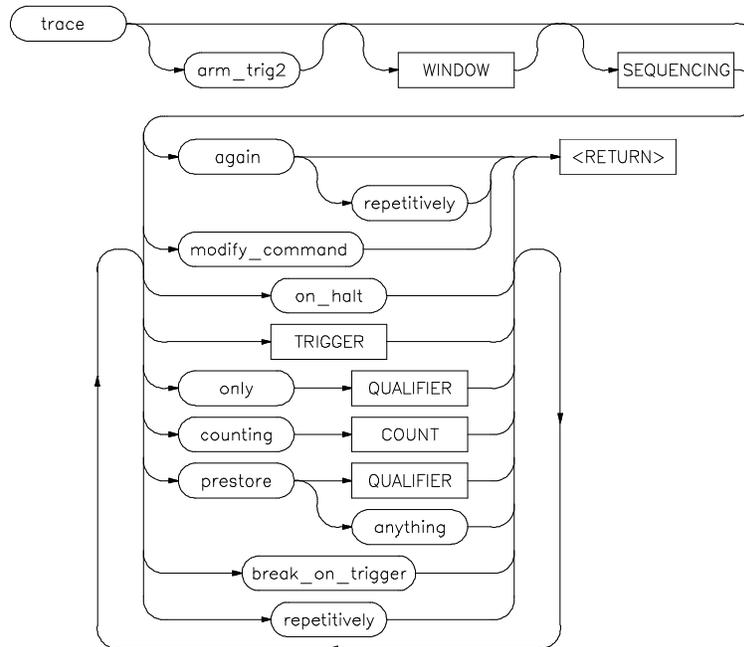 trace
arm_trig2
WINDOW
SEQUENCING
again
<RETURN>
repetitively
modify_command
on_halt
TRIGGER
only
QUALIFIER
counting
COUNT
prestore
QUALIFIER
anything
break_on_trigger
repetitively